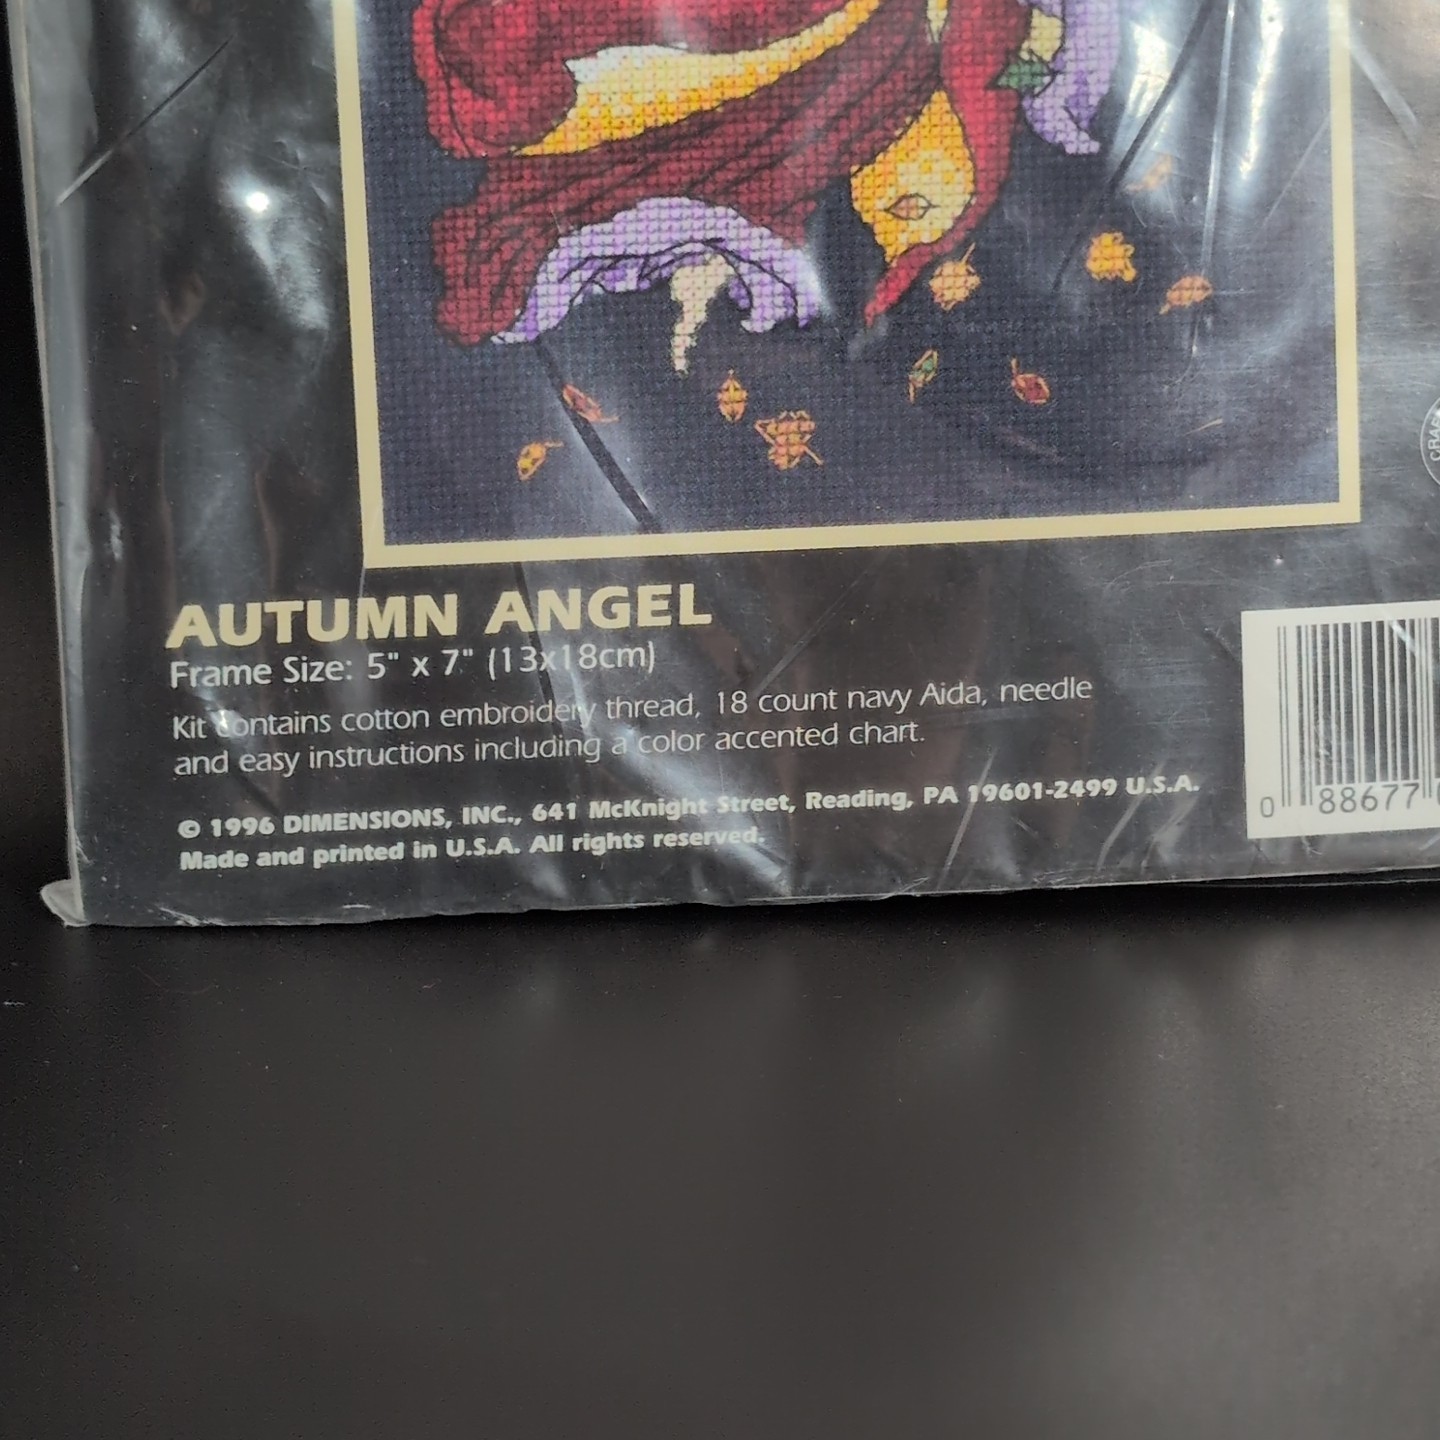 AUTUMN ANGEL
Frame Size: 5" x 7" (13x18cm)
Kit contains cotton embroidery thread, 18 count navy Aida, needle
and easy instructions including a color accented chart.
© 1996 DIMENSIONS, INC., 641 McKnight Street, Reading, PA 19601-2499 U.S.A.
Made and printed in U.S.A. All rights reserved.
0 88677